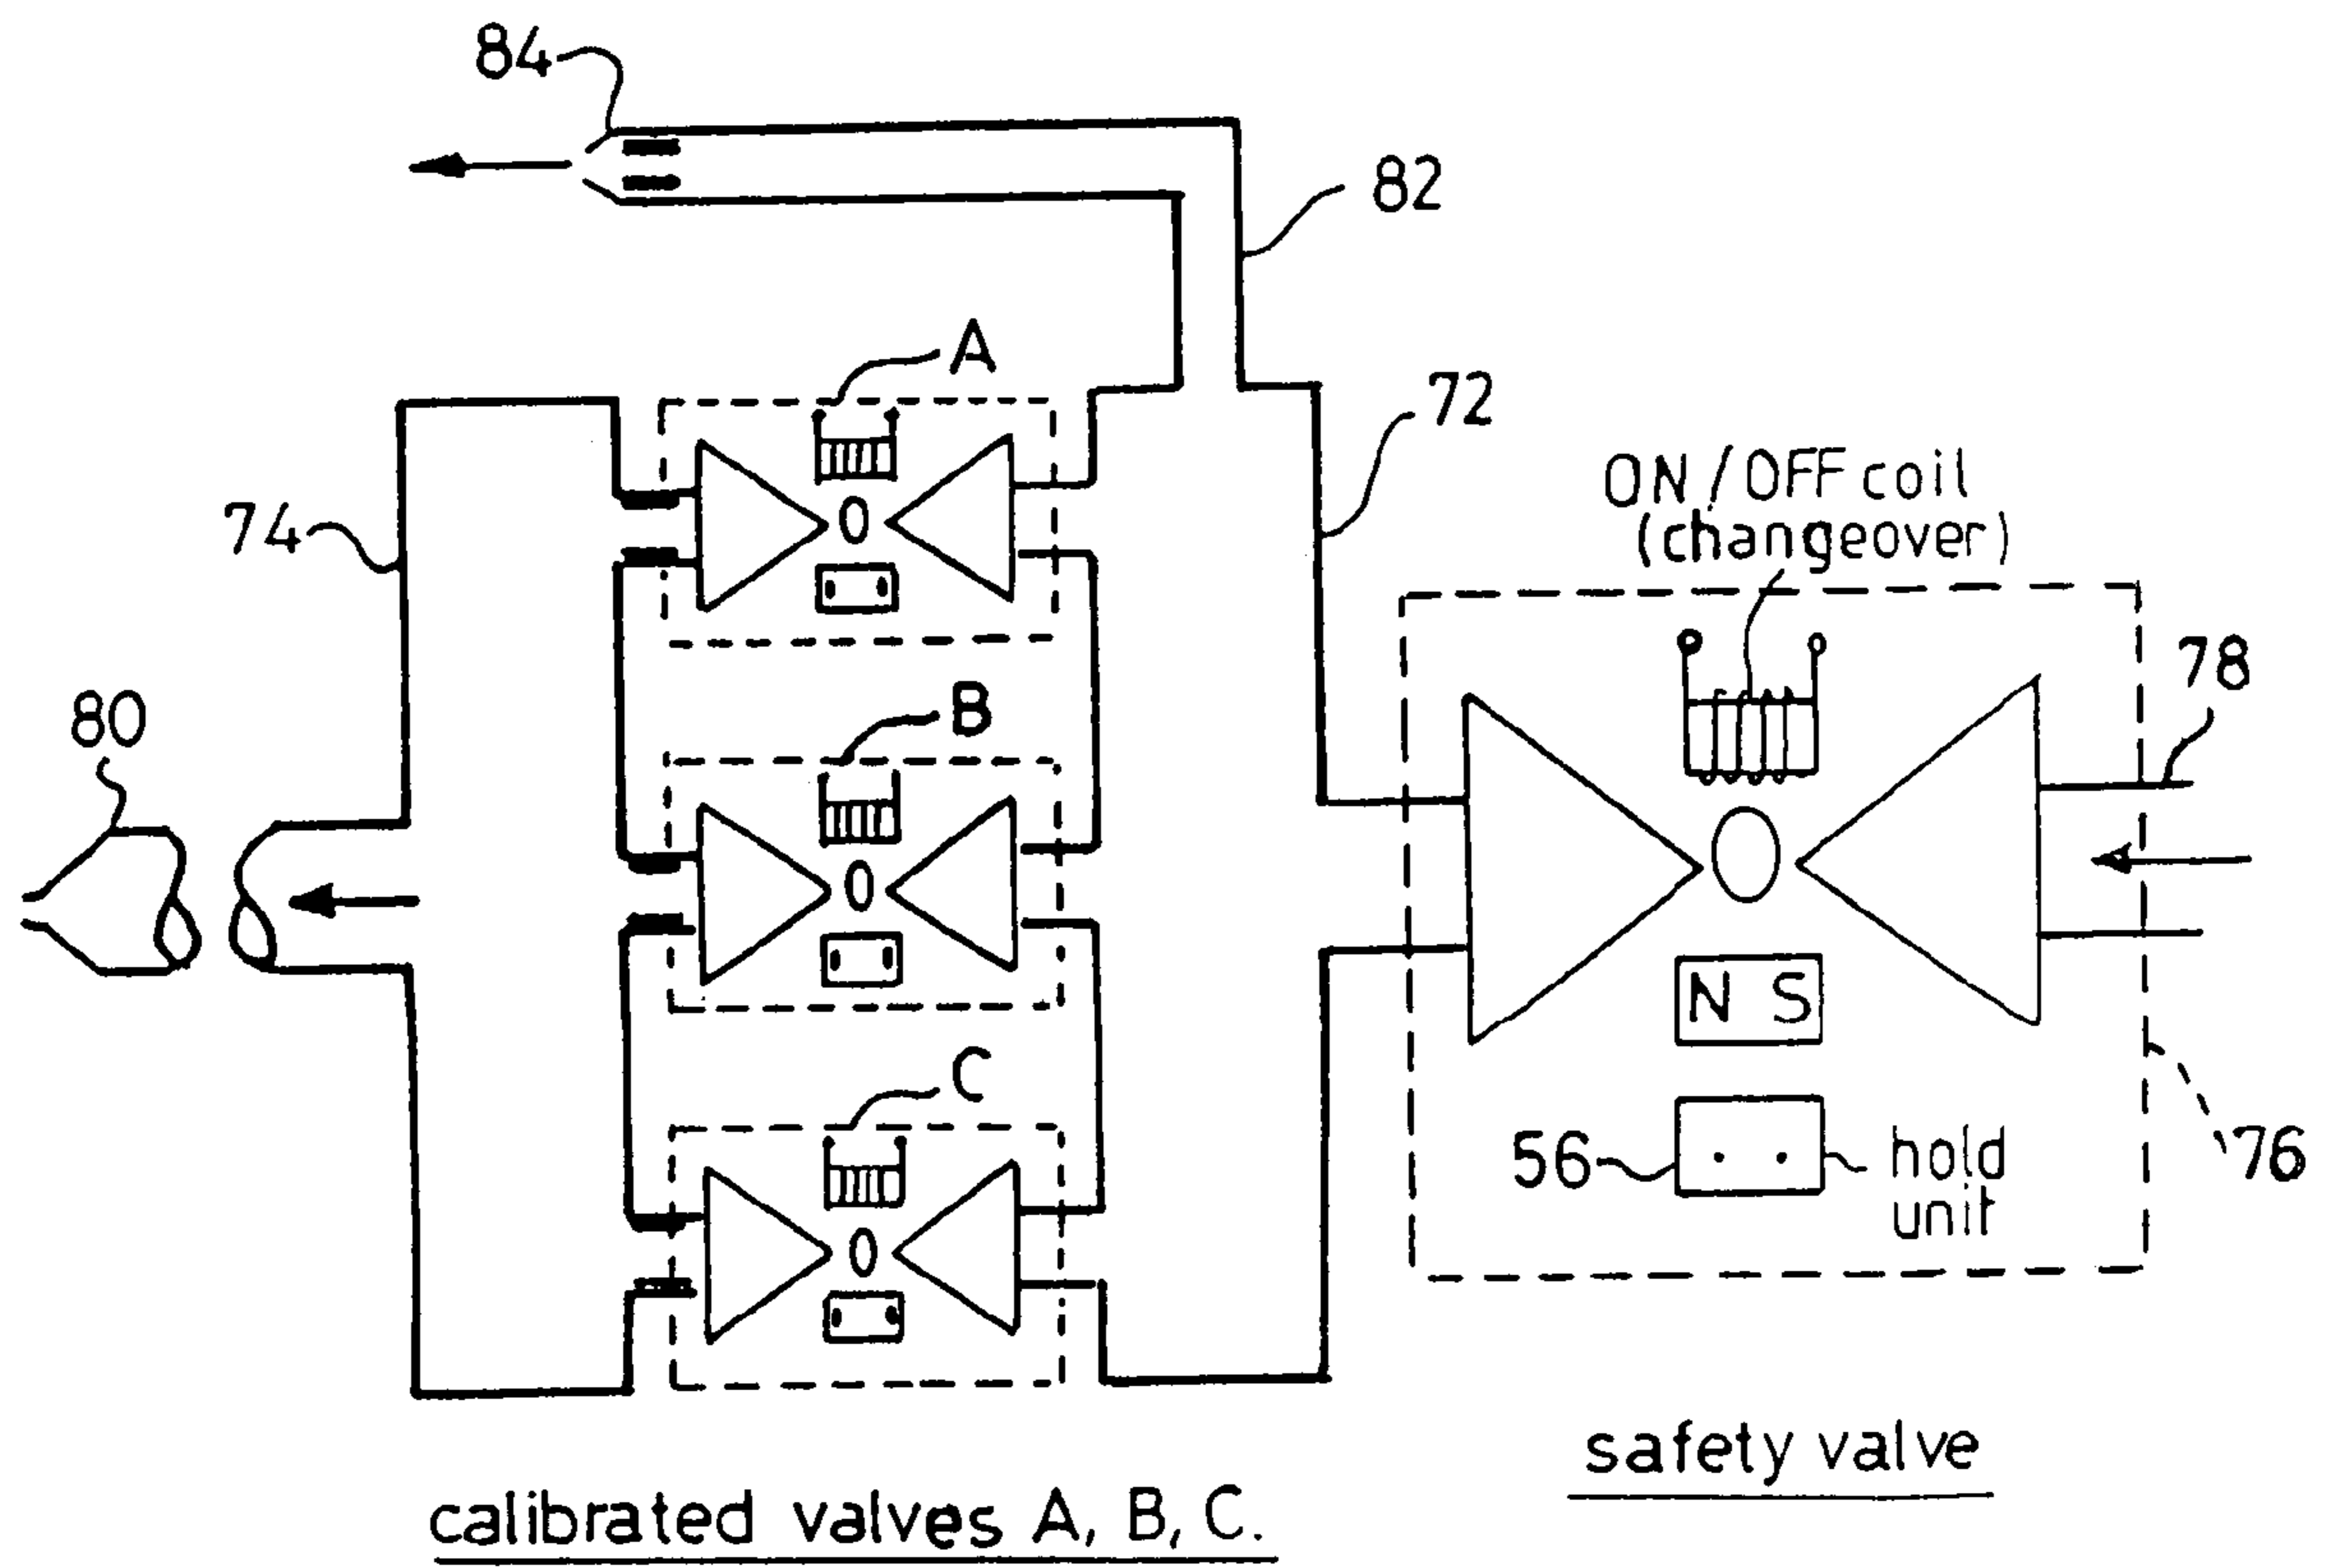 84
82
A
72
ON/OFF coil
(changeover)
74
78
B
80
N S
C
56
hold
unit
76
safety valve
calibrated valves A, B, C.